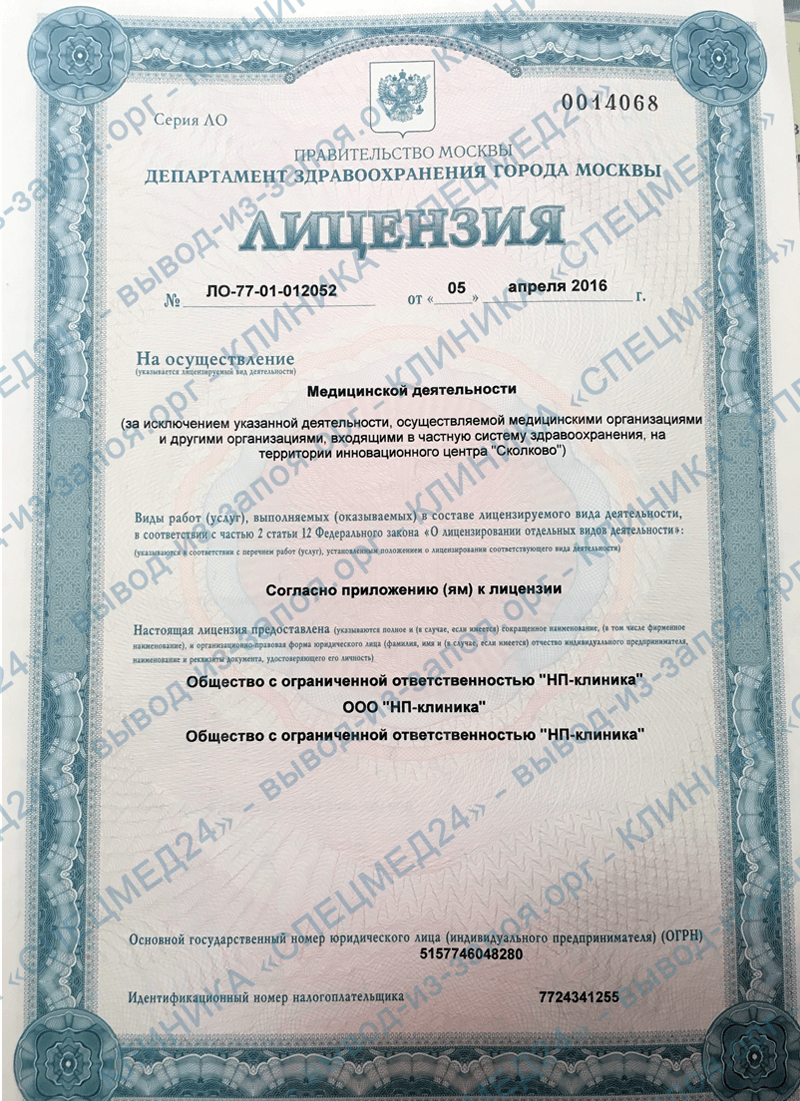 Серия ЛО
0014068
ПРАВИТЕЛЬСТВО МОСКВЫ
ДЕПАРТАМЕНТ ЗДРАВООХРАНЕНИЯ ГОРОДА МОСКВЫ
ЛИЦЕНЗИЯ
№ ЛО-77-01-012052 от « 05 » апреля 2016 г.
На осуществление
(указывается лицензируемый вид деятельности)
Медицинской деятельности
(за исключением указанной деятельности, осуществляемой медицинскими организациями
и другими организациями, входящими в частную систему здравоохранения, на
территории инновационного центра "Сколково")
Виды работ (услуг), выполняемых (оказываемых) в составе лицензируемого вида деятельности,
в соответствии с частью 2 статьи 12 Федерального закона «О лицензировании отдельных видов деятельности»:
(указываются в соответствии с перечнем работ (услуг), установленным положением о лицензировании соответствующего вида деятельности)
Согласно приложению (ям) к лицензии
Настоящая лицензия предоставлена (указываются полное и (в случае, если имеется) сокращенное наименование, (в том числе фирменное
наименование), и организационно-правовая форма юридического лица (фамилия, имя и (в случае, если имеется) отчество индивидуального предпринимателя,
наименование и реквизиты документа, удостоверяющего его личность)
Общество с ограниченной ответственностью "НП-клиника"
ООО "НП-клиника"
Общество с ограниченной ответственностью "НП-клиника"
Основной государственный номер юридического лица (индивидуального предпринимателя) (ОГРН)
5157746048280
Идентификационный номер налогоплательщика 7724341255
КЛИНИКА «СПЕЦМЕД24» - вывод-из-запоя.орг